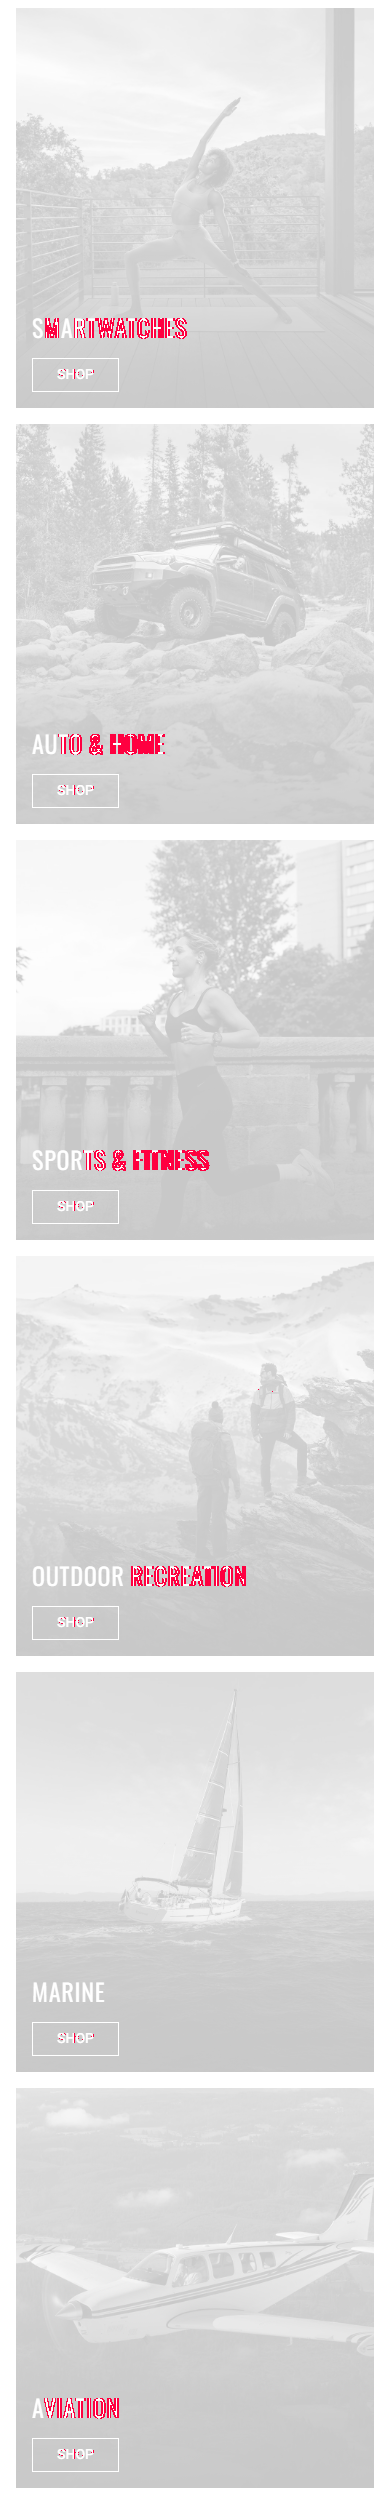 SMARTWATCHES
SHOP
AUTO & HOME
SHOP
SPORTS & FITNESS
SHOP
OUTDOOR RECREATION
SHOP
MARINE
SHOP
AVIATION
SHOP